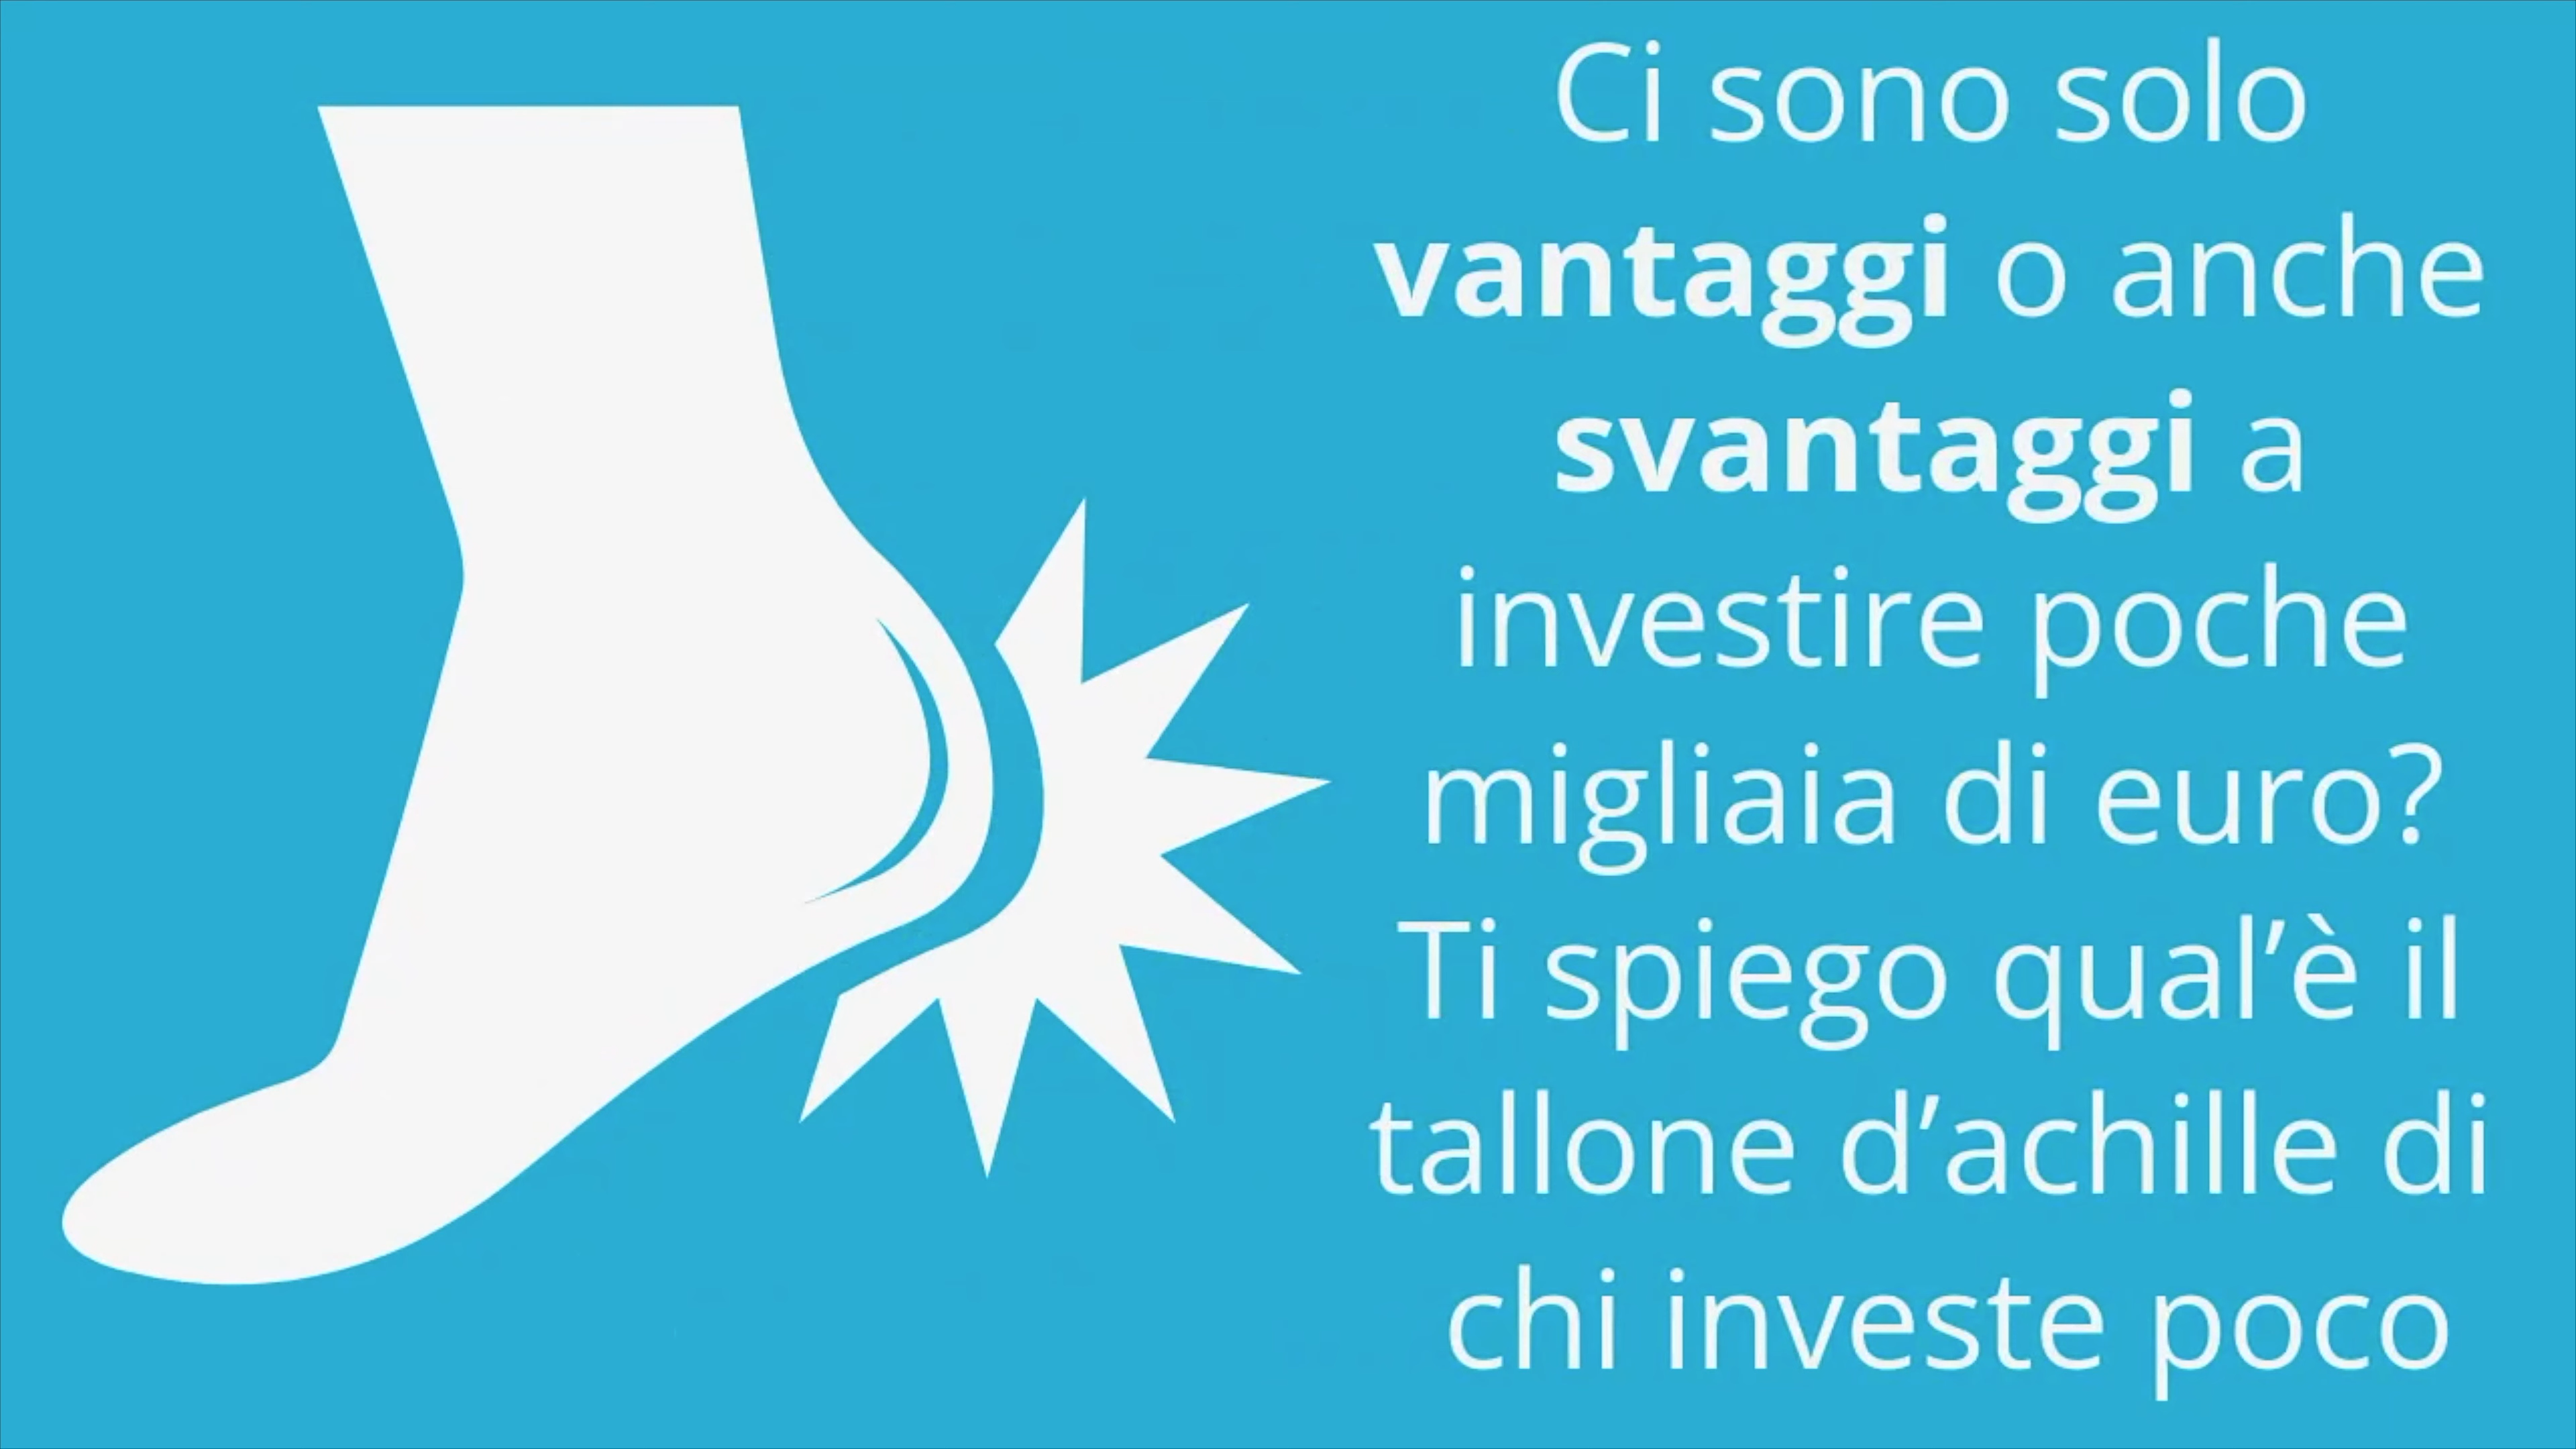 Ci sono solo
vantaggi o anche
svantaggi a
investire poche
migliaia di euro?
Ti spiego qual’è il
tallone d’achille di
chi investe poco